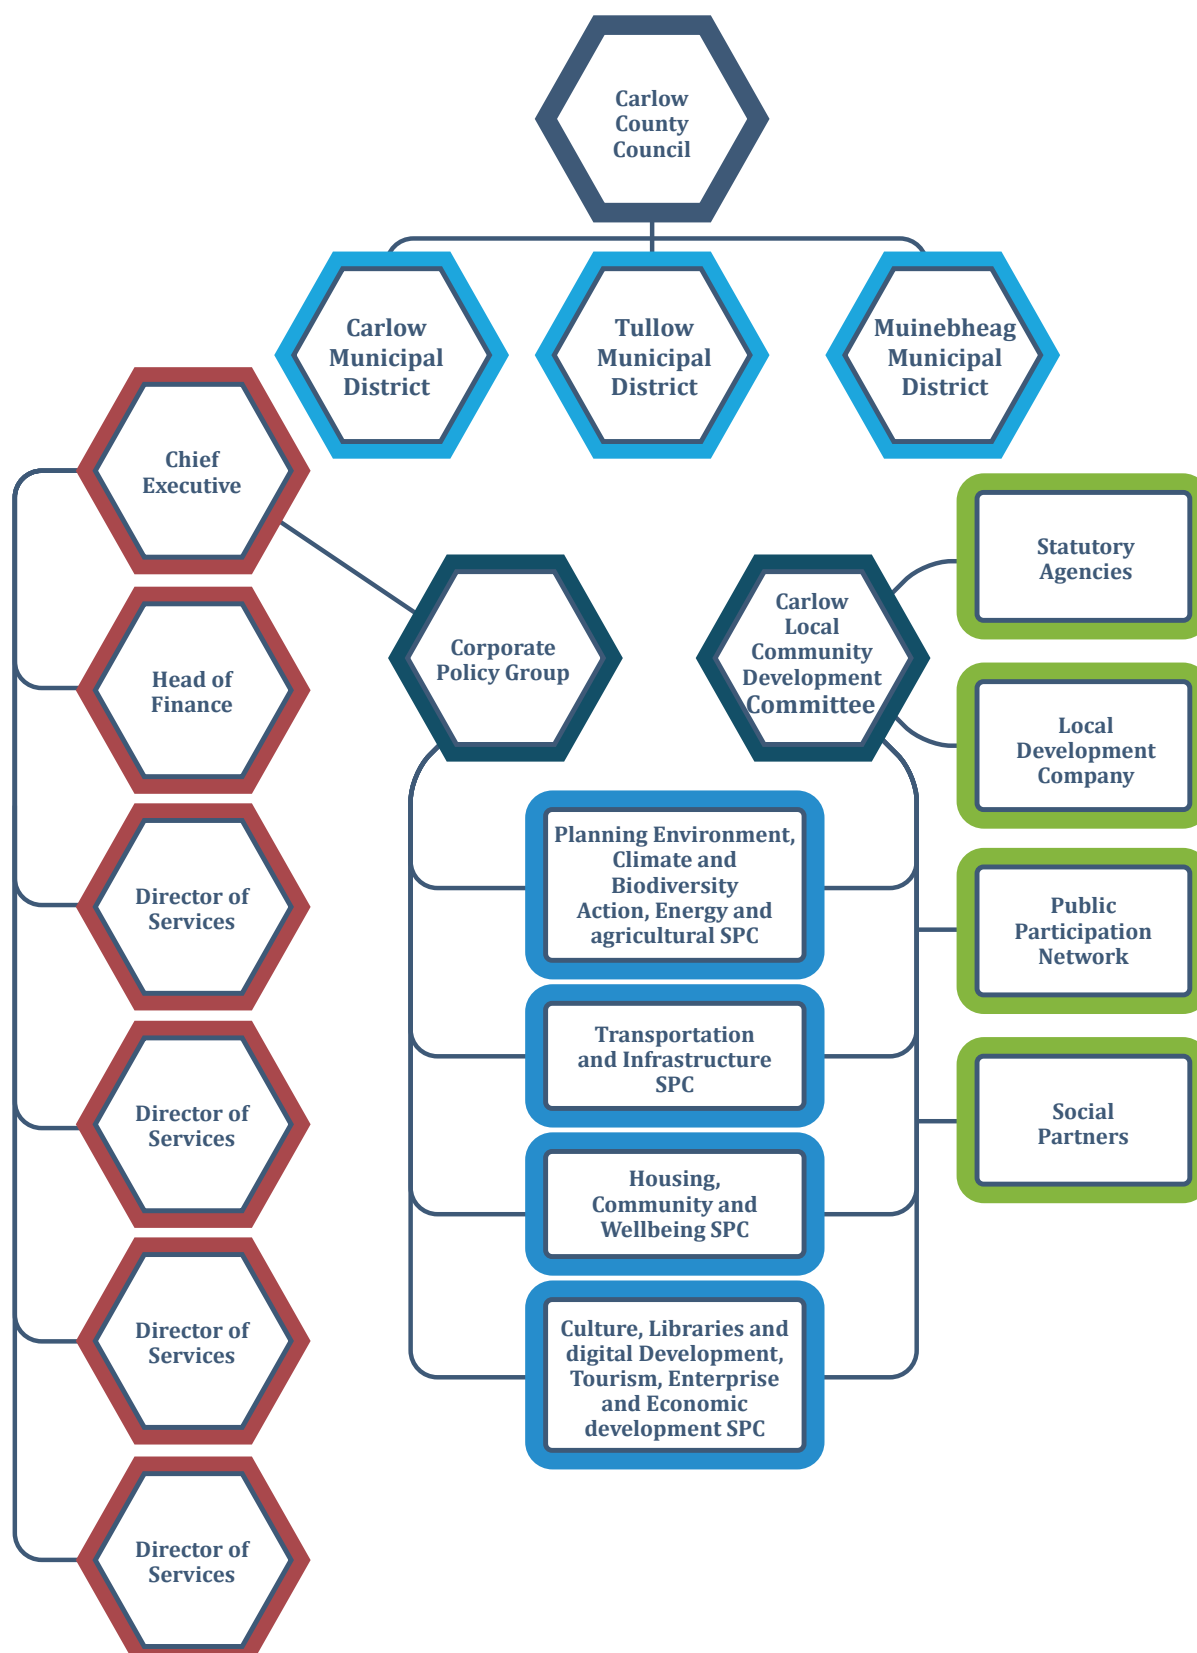 Carlow
County
Council
Carlow
Municipal
District
Tullow
Municipal
District
Muinebheag
Municipal
District
Chief
Executive
Head of
Finance
Director of
Services
Director of
Services
Director of
Services
Director of
Services
Corporate
Policy Group
Carlow
Local
Community
Development
Committee
Planning Environment,
Climate and
Biodiversity
Action, Energy and
agricultural SPC
Transportation
and Infrastructure
SPC
Housing,
Community and
Wellbeing SPC
Culture, Libraries and
digital Development,
Tourism, Enterprise
and Economic
development SPC
Statutory
Agencies
Local
Development
Company
Public
Participation
Network
Social
Partners